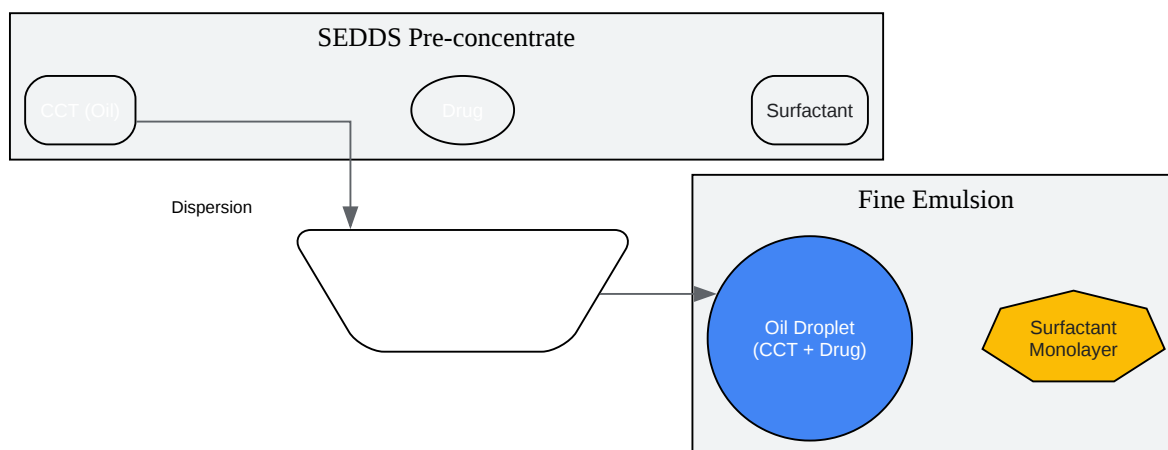 SEDDS Pre-concentrate
CCT (Oil)
Drug
Surfactant
Dispersion
Fine Emulsion
Oil Droplet
(CCT + Drug)
Surfactant
Monolayer